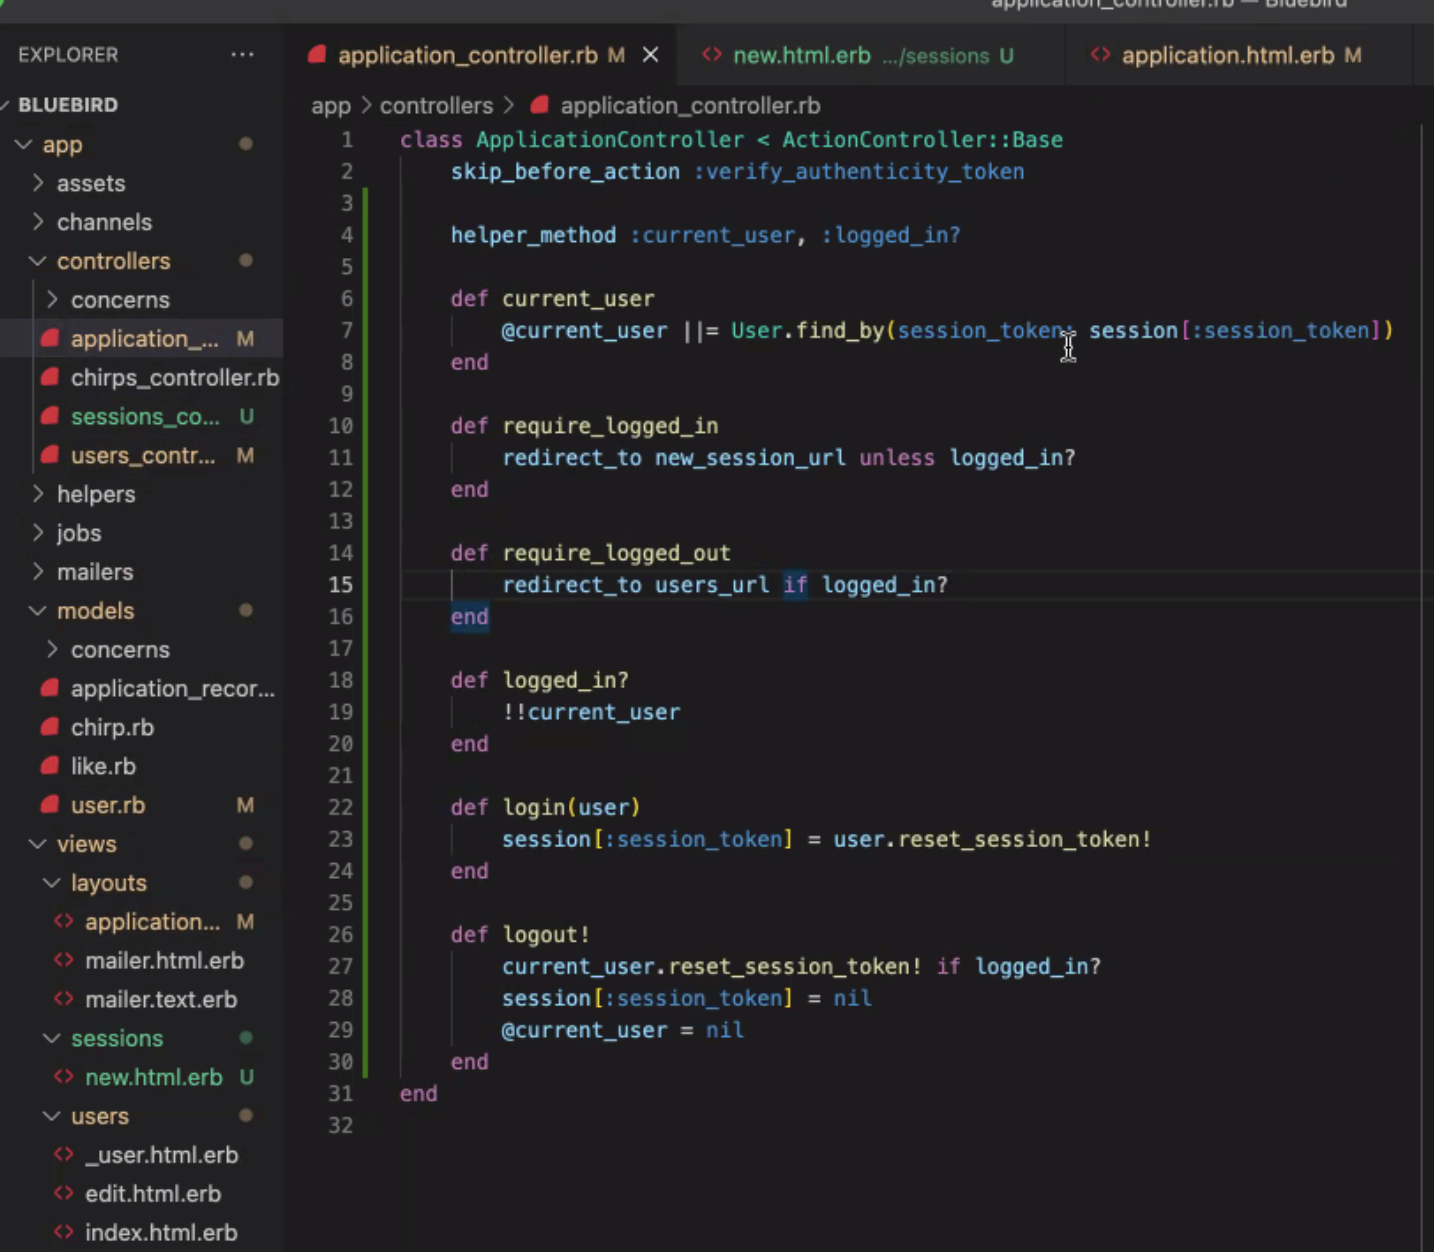 application_controller.rb — Bluebird
EXPLORER ...
application_controller.rb M
new.html.erb .../sessions U
application.html.erb M
BLUEBIRD
app
assets
channels
controllers
concerns
application_... M
chirps_controller.rb
sessions_co... U
users_contr... M
helpers
jobs
mailers
models
concerns
application_recor...
chirp.rb
like.rb
user.rb M
views
layouts
application... M
mailer.html.erb
mailer.text.erb
sessions
new.html.erb U
users
_user.html.erb
edit.html.erb
index.html.erb
app > controllers > application_controller.rb
1 class ApplicationController < ActionController::Base
2 skip_before_action :verify_authenticity_token
3
4 helper_method :current_user, :logged_in?
5
6 def current_user
7 @current_user ||= User.find_by(session_token: session[:session_token])
8 end
9
10 def require_logged_in
11 redirect_to new_session_url unless logged_in?
12 end
13
14 def require_logged_out
15 redirect_to users_url if logged_in?
16 end
17
18 def logged_in?
19 !!current_user
20 end
21
22 def login(user)
23 session[:session_token] = user.reset_session_token!
24 end
25
26 def logout!
27 current_user.reset_session_token! if logged_in?
28 session[:session_token] = nil
29 @current_user = nil
30 end
31 end
32